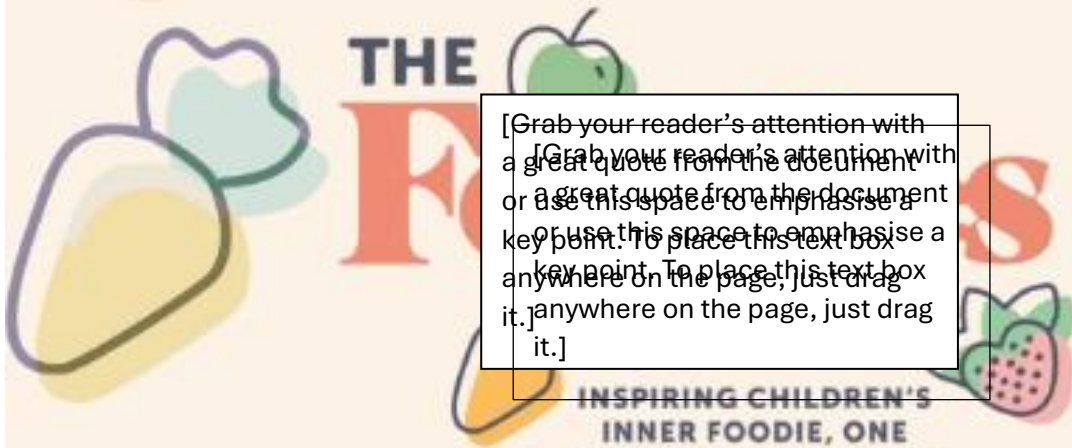 THE
F
s
[Grab your reader’s attention with
a great quote from the document
or use this space to emphasise a
key point. To place this text box
anywhere on the page, just drag
it.]
[Grab your reader’s attention with
a great quote from the document
or use this space to emphasise a
key point. To place this text box
anywhere on the page, just drag
it.]
INSPIRING CHILDREN’S
INNER FOODIE, ONE